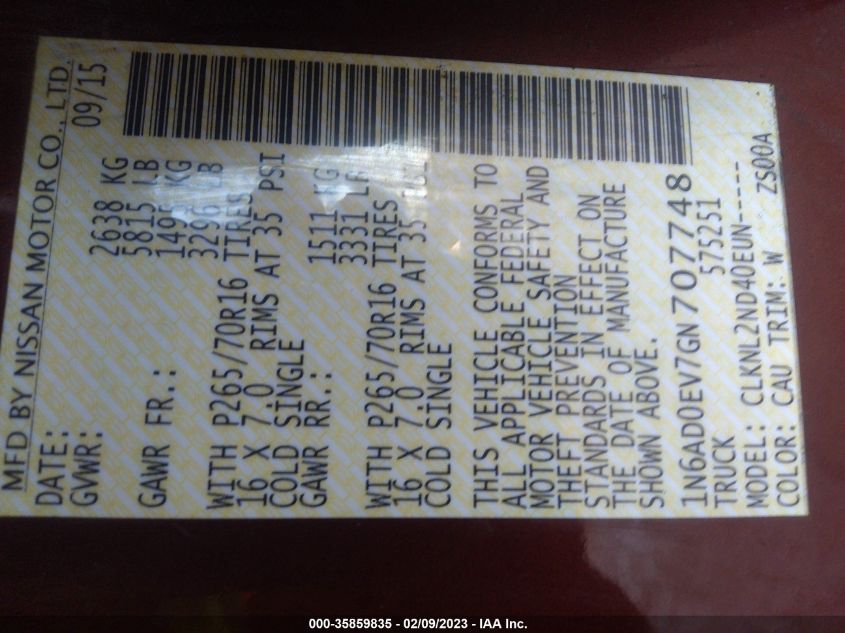 MFD BY NISSAN MOTOR CO., LTD.
DATE: 09/15
GVWR: 2638 KG
5815 LB
GAWR FR.: KG
3296 LB
WITH P265/70R16 TIRES
16 X 7.0 RIMS AT 35 PSI
COLD SINGLE
GAWR RR.: 1511 KG
3331 LB
WITH P265/70R16 TIRES
16 X 7.0 RIMS AT 35
COLD SINGLE
THIS VEHICLE CONFORMS TO
ALL APPLICABLE FEDERAL
MOTOR VEHICLE SAFETY AND
THEFT PREVENTION
STANDARDS IN EFFECT ON
THE DATE OF MANUFACTURE
SHOWN ABOVE.
1N6AD0EV7GN707748
TRUCK 575251
MODEL: CLKNL2ND40EUN-----
COLOR: CAU TRIM: W ZS00A
000-35859835 - 02/09/2023 - IAA Inc.